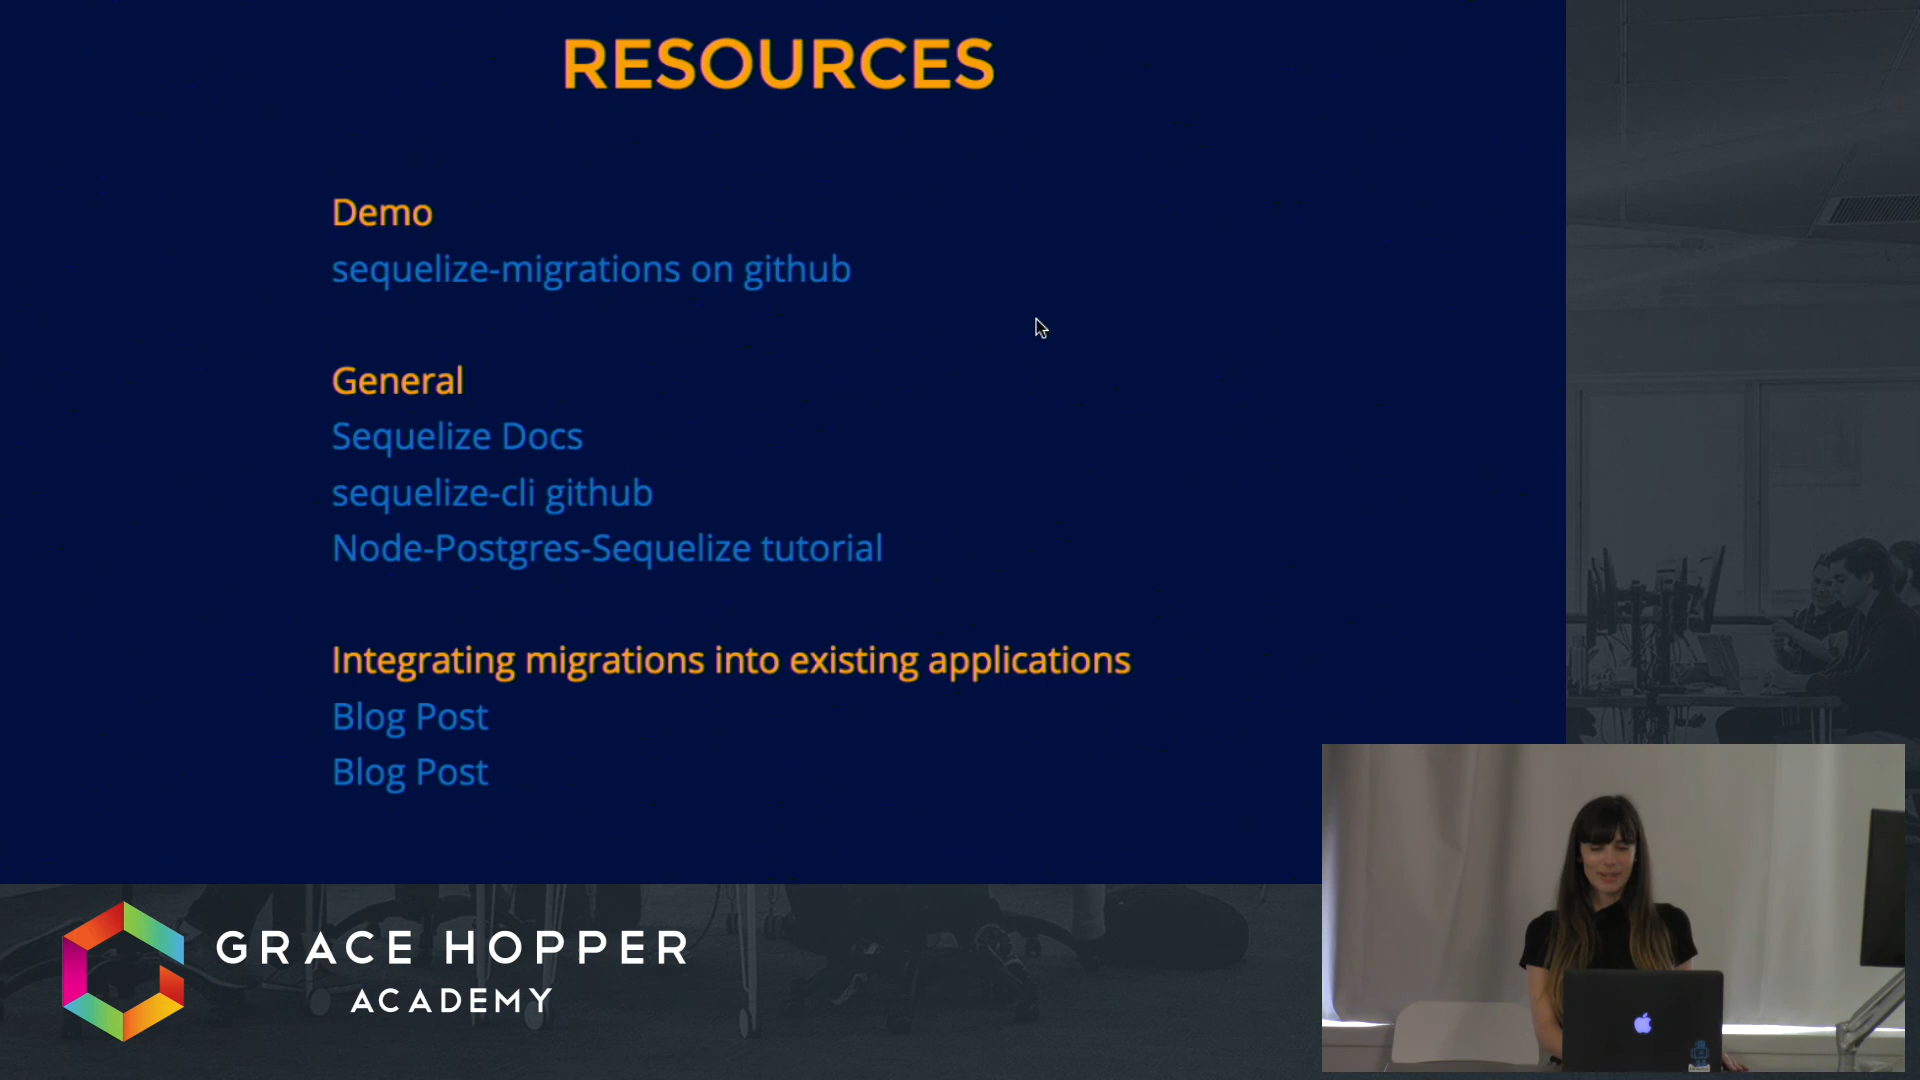 RESOURCES
Demo
sequelize-migrations on github
General
Sequelize Docs
sequelize-cli github
Node-Postgres-Sequelize tutorial
Integrating migrations into existing applications
Blog Post
Blog Post
GRACE HOPPER
ACADEMY